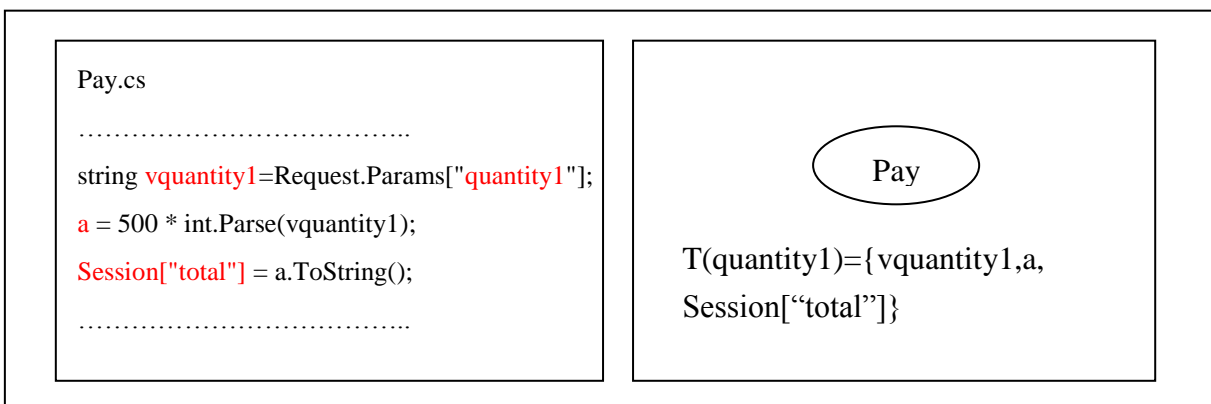 Pay.cs
………………………………..
string vquantity1=Request.Params["quantity1"];
a = 500 * int.Parse(vquantity1);
Session["total"] = a.ToString();
………………………………..
Pay
T(quantity1)={vquantity1,a,
Session[“total”]}